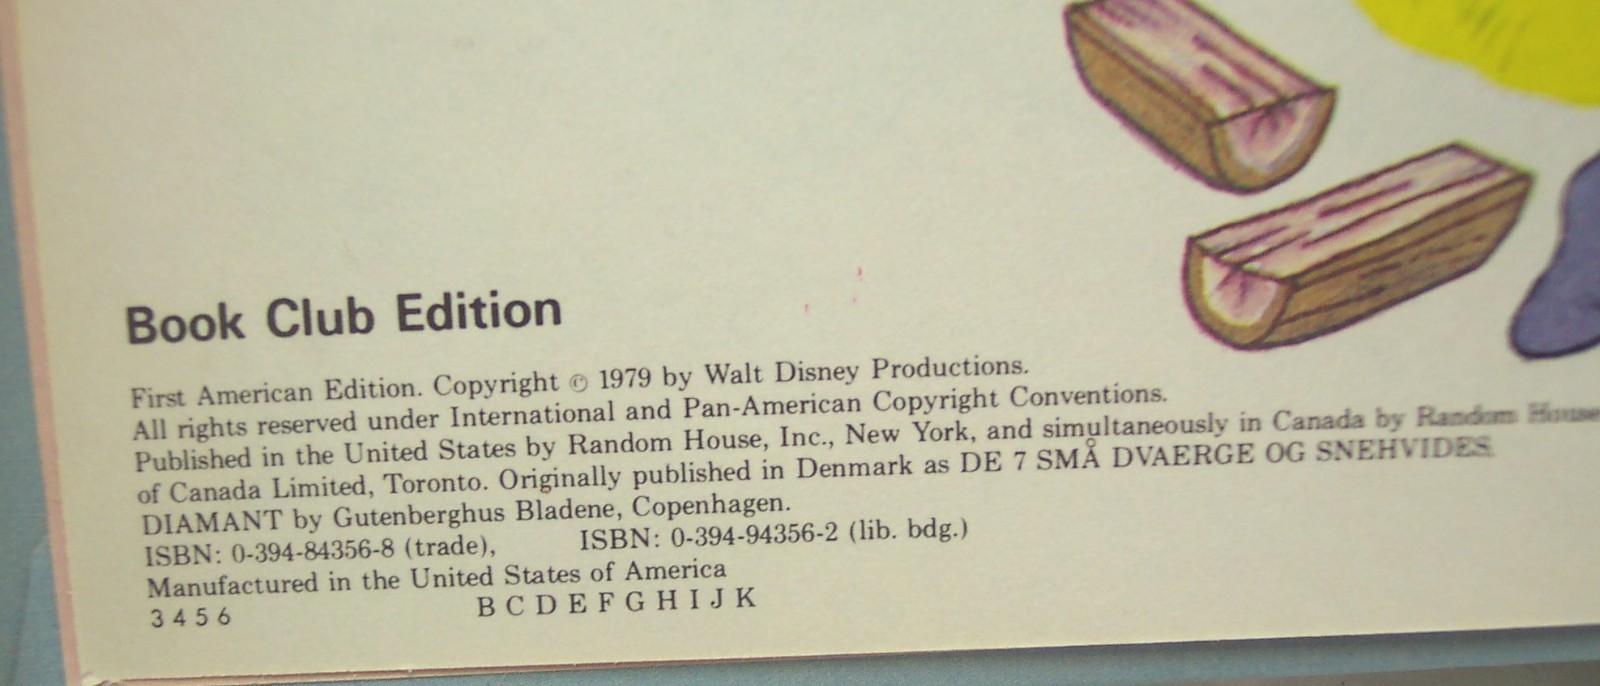 Book Club Edition
First American Edition. Copyright © 1979 by Walt Disney Productions.
All rights reserved under International and Pan-American Copyright Conventions.
Published in the United States by Random House, Inc., New York, and simultaneously in Canada by Random House
of Canada Limited, Toronto. Originally published in Denmark as DE 7 SMÅ DVAERGE OG SNEHVIDES
DIAMANT by Gutenberghus Bladene, Copenhagen.
ISBN: 0-394-84356-8 (trade), ISBN: 0-394-94356-2 (lib. bdg.)
Manufactured in the United States of America
3 4 5 6 B C D E F G H I J K